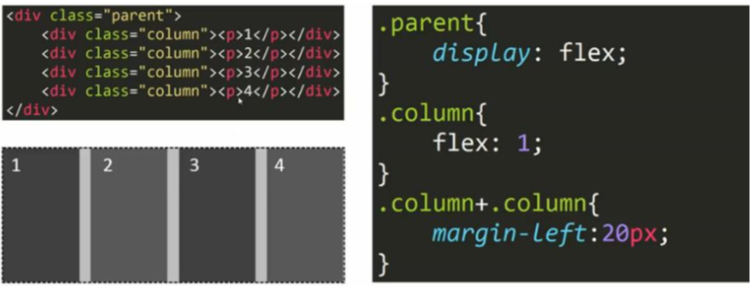 <div class="parent">
    <div class="column"><p>1</p></div>
    <div class="column"><p>2</p></div>
    <div class="column"><p>3</p></div>
    <div class="column"><p>4</p></div>
</div>
1 2 3 4
.parent{
    display: flex;
}
.column{
    flex: 1;
}
.column+.column{
    margin-left:20px;
}